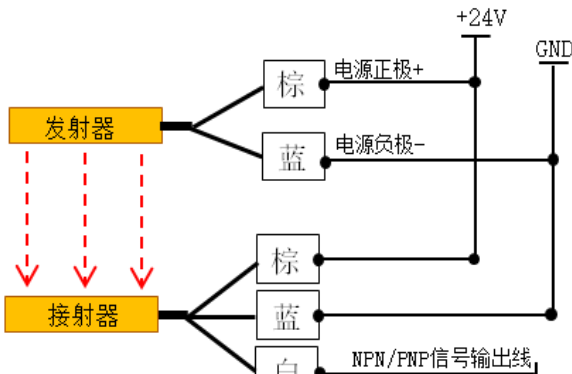 +24V
GND
棕
电源正极+
发射器
蓝
电源负极-
棕
接射器
蓝
白
NPN/PNP信号输出线